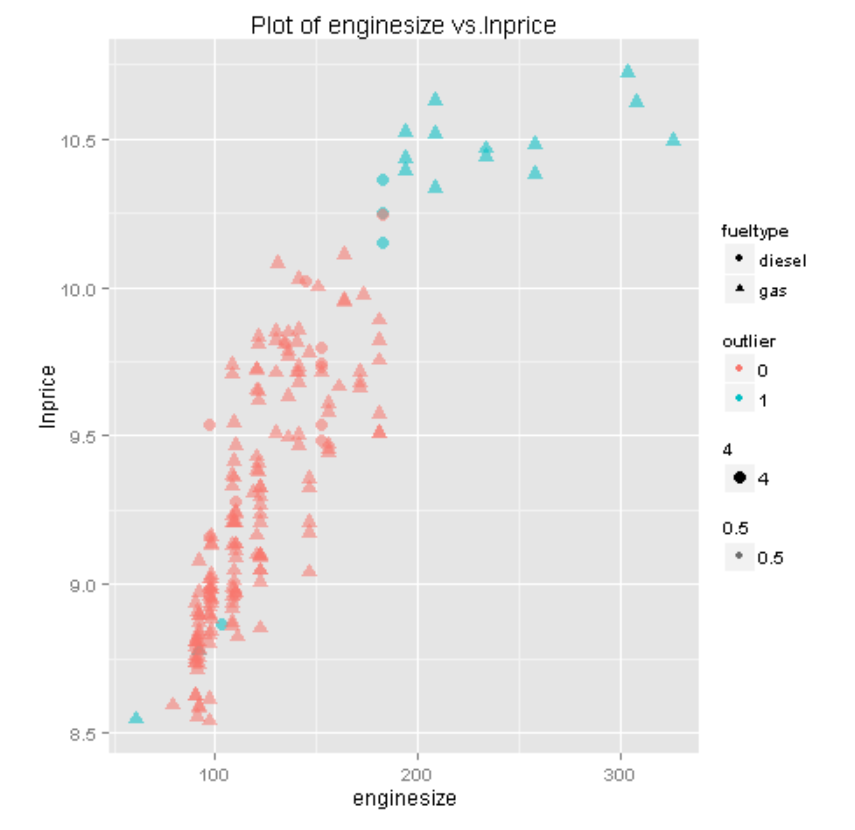 Plot of enginesize vs.lnprice
10.5
10.0
9.5
9.0
8.5
lnprice
100
200
300
enginesize
fueltype
diesel
gas
outlier
0
1
4
4
0.5
0.5